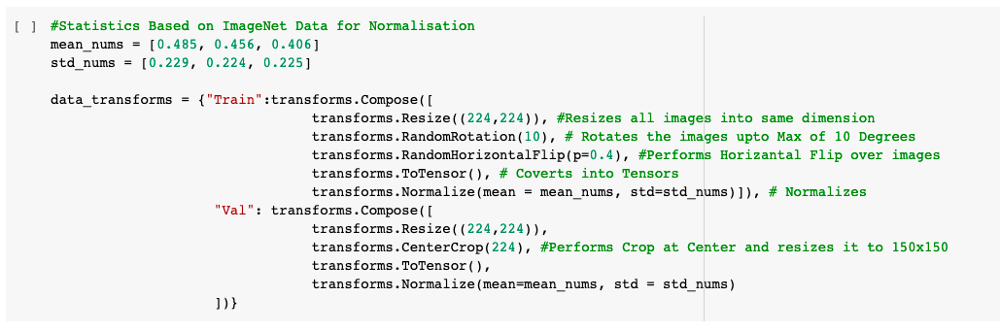 [ ] #Statistics Based on ImageNet Data for Normalisation
mean_nums = [0.485, 0.456, 0.406]
std_nums = [0.229, 0.224, 0.225]
data_transforms = {"Train":transforms.Compose([
transforms.Resize((224,224)), #Resizes all images into same dimension
transforms.RandomRotation(10), # Rotates the images upto Max of 10 Degrees
transforms.RandomHorizontalFlip(p=0.4), #Performs Horizantal Flip over images
transforms.ToTensor(), # Coverts into Tensors
transforms.Normalize(mean = mean_nums, std=std_nums)]), # Normalizes
"Val": transforms.Compose([
transforms.Resize((224,224)),
transforms.CenterCrop(224), #Performs Crop at Center and resizes it to 150x150
transforms.ToTensor(),
transforms.Normalize(mean=mean_nums, std = std_nums)
])}